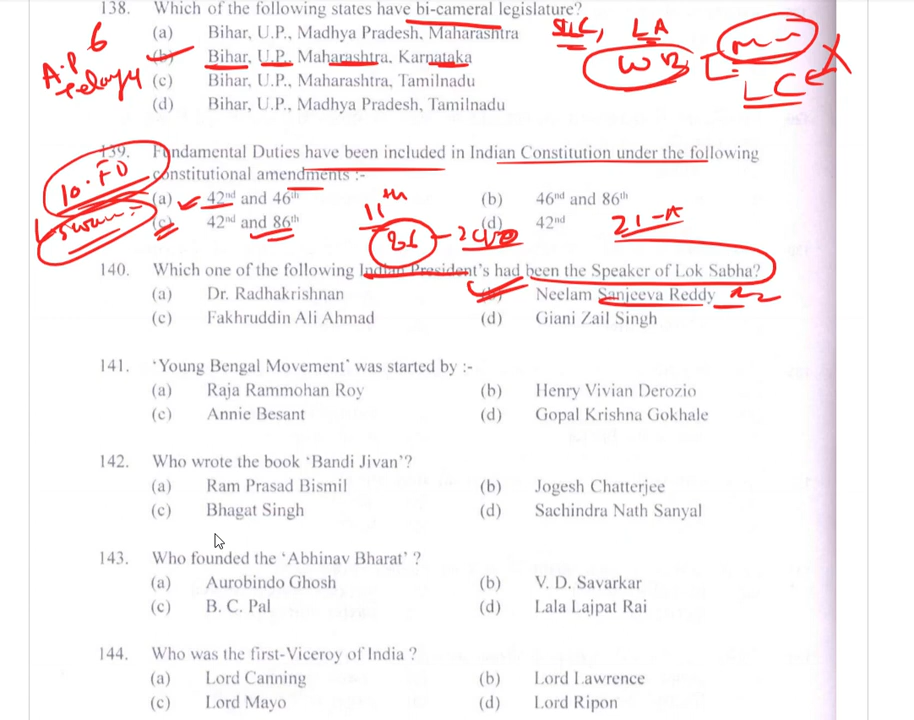 138. Which of the following states have bi-cameral legislature?
(a) Bihar, U.P., Madhya Pradesh, Maharashtra
(b) Bihar, U.P., Maharashtra. Karnataka
(c) Bihar, U.P., Maharashtra, Tamilnadu
(d) Bihar, U.P., Madhya Pradesh, Tamilnadu
6
A.P
LA
WB
LC
139. Fundamental Duties have been included in Indian Constitution under the following
constitutional amendments :-
(a) 42nd and 46th (b) 46nd and 86th
(c) 42nd and 86th (d) 42nd
10. FD
11th
86 - 2002
21-A
140. Which one of the following Indian President's had been the Speaker of Lok Sabha?
(a) Dr. Radhakrishnan (b) Neelam Sanjeeva Reddy
(c) Fakhruddin Ali Ahmad (d) Giani Zail Singh
141. 'Young Bengal Movement' was started by :-
(a) Raja Rammohan Roy (b) Henry Vivian Derozio
(c) Annie Besant (d) Gopal Krishna Gokhale
142. Who wrote the book 'Bandi Jivan'?
(a) Ram Prasad Bismil (b) Jogesh Chatterjee
(c) Bhagat Singh (d) Sachindra Nath Sanyal
143. Who founded the 'Abhinav Bharat' ?
(a) Aurobindo Ghosh (b) V. D. Savarkar
(c) B. C. Pal (d) Lala Lajpat Rai
144. Who was the first-Viceroy of India ?
(a) Lord Canning (b) Lord Lawrence
(c) Lord Mayo (d) Lord Ripon